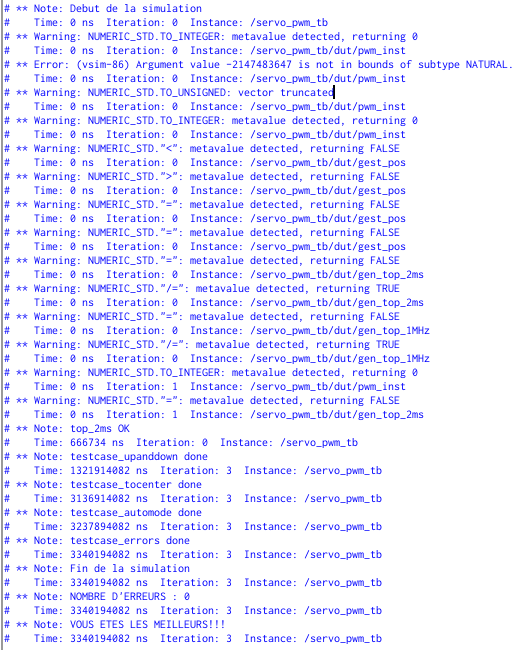 # ** Note: Debut de la simulation
#    Time: 0 ns  Iteration: 0  Instance: /servo_pwm_tb
# ** Warning: NUMERIC_STD.TO_INTEGER: metavalue detected, returning 0
#    Time: 0 ns  Iteration: 0  Instance: /servo_pwm_tb/dut/pwm_inst
# ** Error: (vsim-86) Argument value -2147483647 is not in bounds of subtype NATURAL.
#    Time: 0 ns  Iteration: 0  Instance: /servo_pwm_tb/dut/pwm_inst
# ** Warning: NUMERIC_STD.TO_UNSIGNED: vector truncated
#    Time: 0 ns  Iteration: 0  Instance: /servo_pwm_tb/dut/pwm_inst
# ** Warning: NUMERIC_STD.TO_INTEGER: metavalue detected, returning 0
#    Time: 0 ns  Iteration: 0  Instance: /servo_pwm_tb/dut/pwm_inst
# ** Warning: NUMERIC_STD."<": metavalue detected, returning FALSE
#    Time: 0 ns  Iteration: 0  Instance: /servo_pwm_tb/dut/gest_pos
# ** Warning: NUMERIC_STD.">": metavalue detected, returning FALSE
#    Time: 0 ns  Iteration: 0  Instance: /servo_pwm_tb/dut/gest_pos
# ** Warning: NUMERIC_STD."=": metavalue detected, returning FALSE
#    Time: 0 ns  Iteration: 0  Instance: /servo_pwm_tb/dut/gest_pos
# ** Warning: NUMERIC_STD."=": metavalue detected, returning FALSE
#    Time: 0 ns  Iteration: 0  Instance: /servo_pwm_tb/dut/gest_pos
# ** Warning: NUMERIC_STD."=": metavalue detected, returning FALSE
#    Time: 0 ns  Iteration: 0  Instance: /servo_pwm_tb/dut/gen_top_2ms
# ** Warning: NUMERIC_STD."/=": metavalue detected, returning TRUE
#    Time: 0 ns  Iteration: 0  Instance: /servo_pwm_tb/dut/gen_top_2ms
# ** Warning: NUMERIC_STD."=": metavalue detected, returning FALSE
#    Time: 0 ns  Iteration: 0  Instance: /servo_pwm_tb/dut/gen_top_1MHz
# ** Warning: NUMERIC_STD."/=": metavalue detected, returning TRUE
#    Time: 0 ns  Iteration: 0  Instance: /servo_pwm_tb/dut/gen_top_1MHz
# ** Warning: NUMERIC_STD.TO_INTEGER: metavalue detected, returning 0
#    Time: 0 ns  Iteration: 1  Instance: /servo_pwm_tb/dut/pwm_inst
# ** Warning: NUMERIC_STD."=": metavalue detected, returning FALSE
#    Time: 0 ns  Iteration: 1  Instance: /servo_pwm_tb/dut/gen_top_2ms
# ** Note: top_2ms OK
#    Time: 666734 ns  Iteration: 0  Instance: /servo_pwm_tb
# ** Note: testcase_upanddown done
#    Time: 1321914082 ns  Iteration: 3  Instance: /servo_pwm_tb
# ** Note: testcase_tocenter done
#    Time: 3136914082 ns  Iteration: 3  Instance: /servo_pwm_tb
# ** Note: testcase_automode done
#    Time: 3237894082 ns  Iteration: 3  Instance: /servo_pwm_tb
# ** Note: testcase_errors done
#    Time: 3340194082 ns  Iteration: 3  Instance: /servo_pwm_tb
# ** Note: Fin de la simulation
#    Time: 3340194082 ns  Iteration: 3  Instance: /servo_pwm_tb
# ** Note: NOMBRE D'ERREURS : 0
#    Time: 3340194082 ns  Iteration: 3  Instance: /servo_pwm_tb
# ** Note: VOUS ETES LES MEILLEURS!!!
#    Time: 3340194082 ns  Iteration: 3  Instance: /servo_pwm_tb